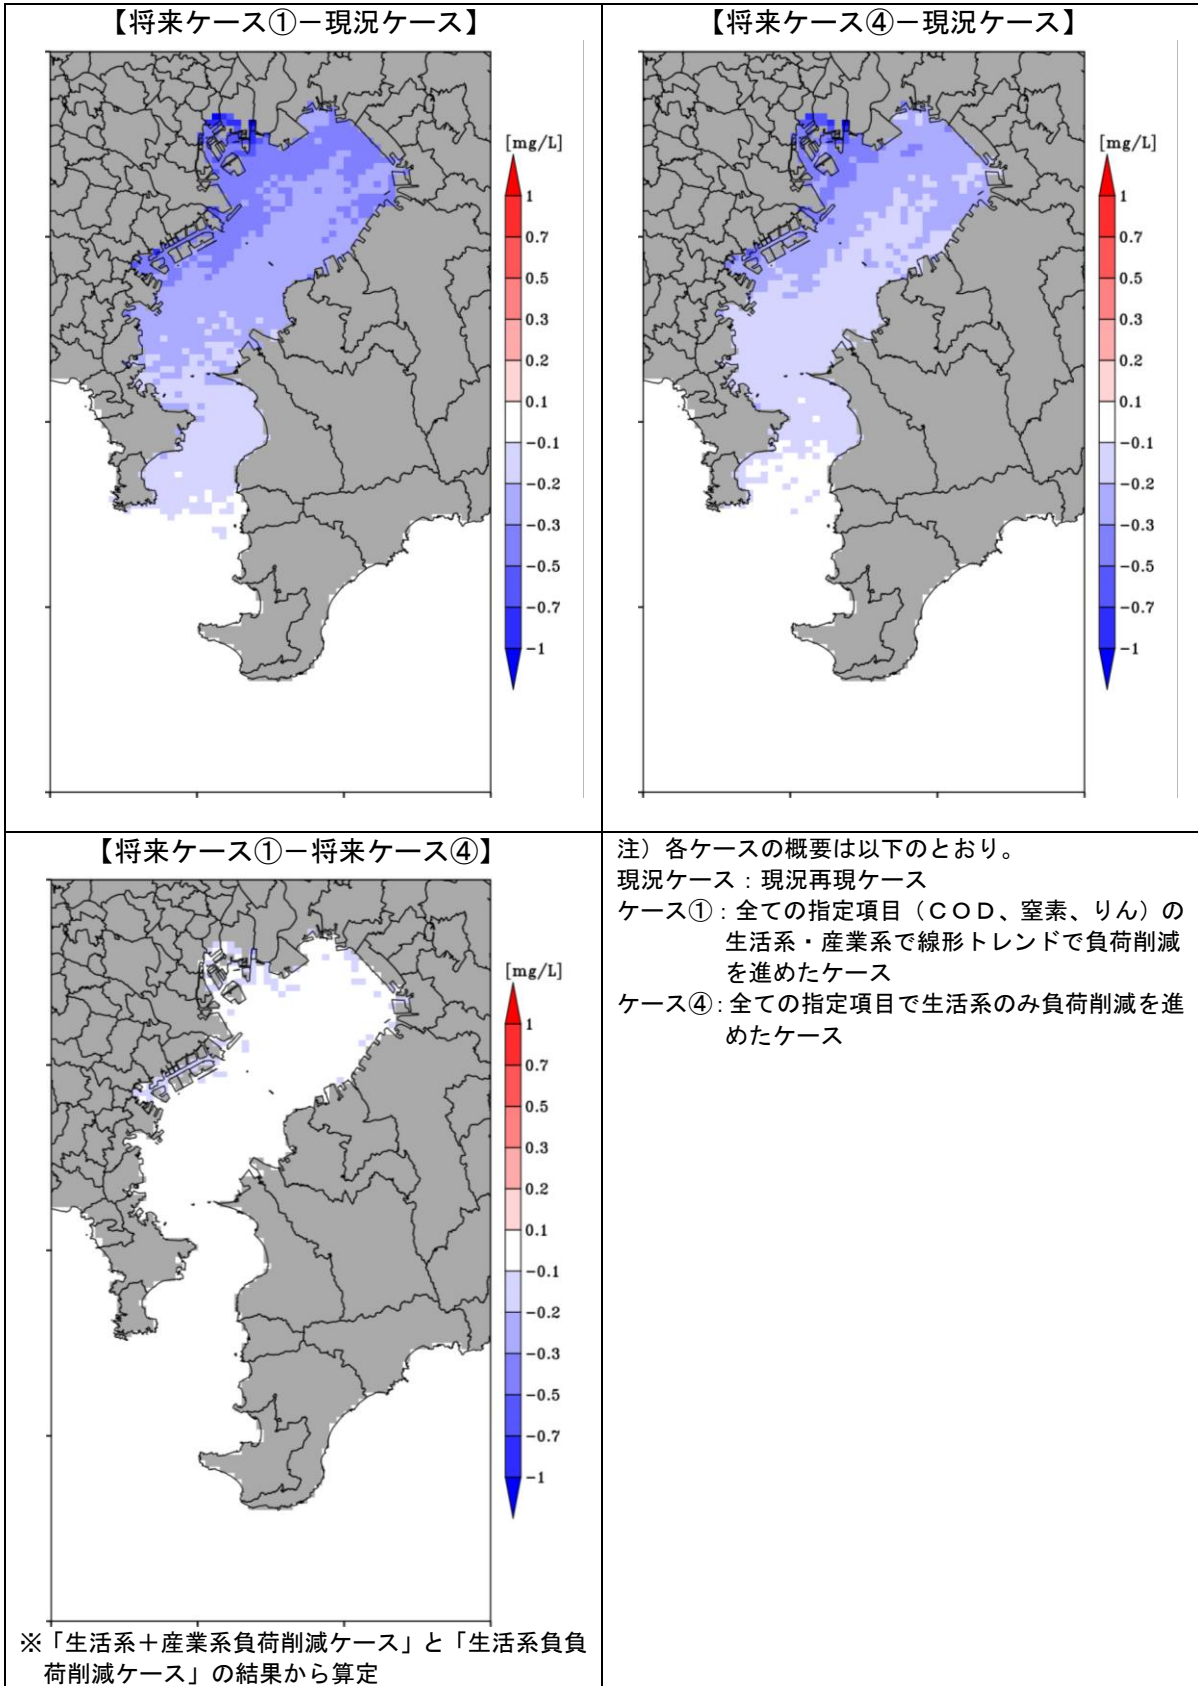 【将来ケース①－現況ケース】
[mg/L]
1
0.7
0.5
0.3
0.2
0.1
-0.1
-0.2
-0.3
-0.5
-0.7
-1
【将来ケース④－現況ケース】
[mg/L]
1
0.7
0.5
0.3
0.2
0.1
-0.1
-0.2
-0.3
-0.5
-0.7
-1
【将来ケース①－将来ケース④】
[mg/L]
1
0.7
0.5
0.3
0.2
0.1
-0.1
-0.2
-0.3
-0.5
-0.7
-1
※「生活系＋産業系負荷削減ケース」と「生活系負負
荷削減ケース」の結果から算定
注）各ケースの概要は以下のとおり。
現況ケース：現況再現ケース
ケース①：全ての指定項目（ＣＯＤ、窒素、りん）の
生活系・産業系で線形トレンドで負荷削減
を進めたケース
ケース④：全ての指定項目で生活系のみ負荷削減を進
めたケース